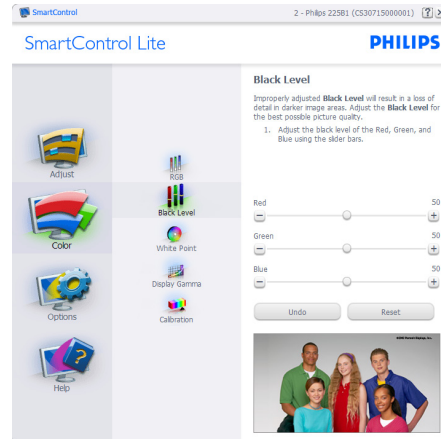 SmartControl
2 - Philips 225B1 (CS30715000001)
SmartControl Lite
PHILIPS
Adjust
Color
Options
Help
RGB
Black Level
White Point
Display Gamma
Calibration
Black Level
Improperly adjusted Black Level will result in a loss of
detail in darker image areas. Adjust the Black Level for
the best possible picture quality.
1. Adjust the black level of the Red, Green, and
Blue using the slider bars.
Red 50
Green 50
Blue 50
Undo Reset